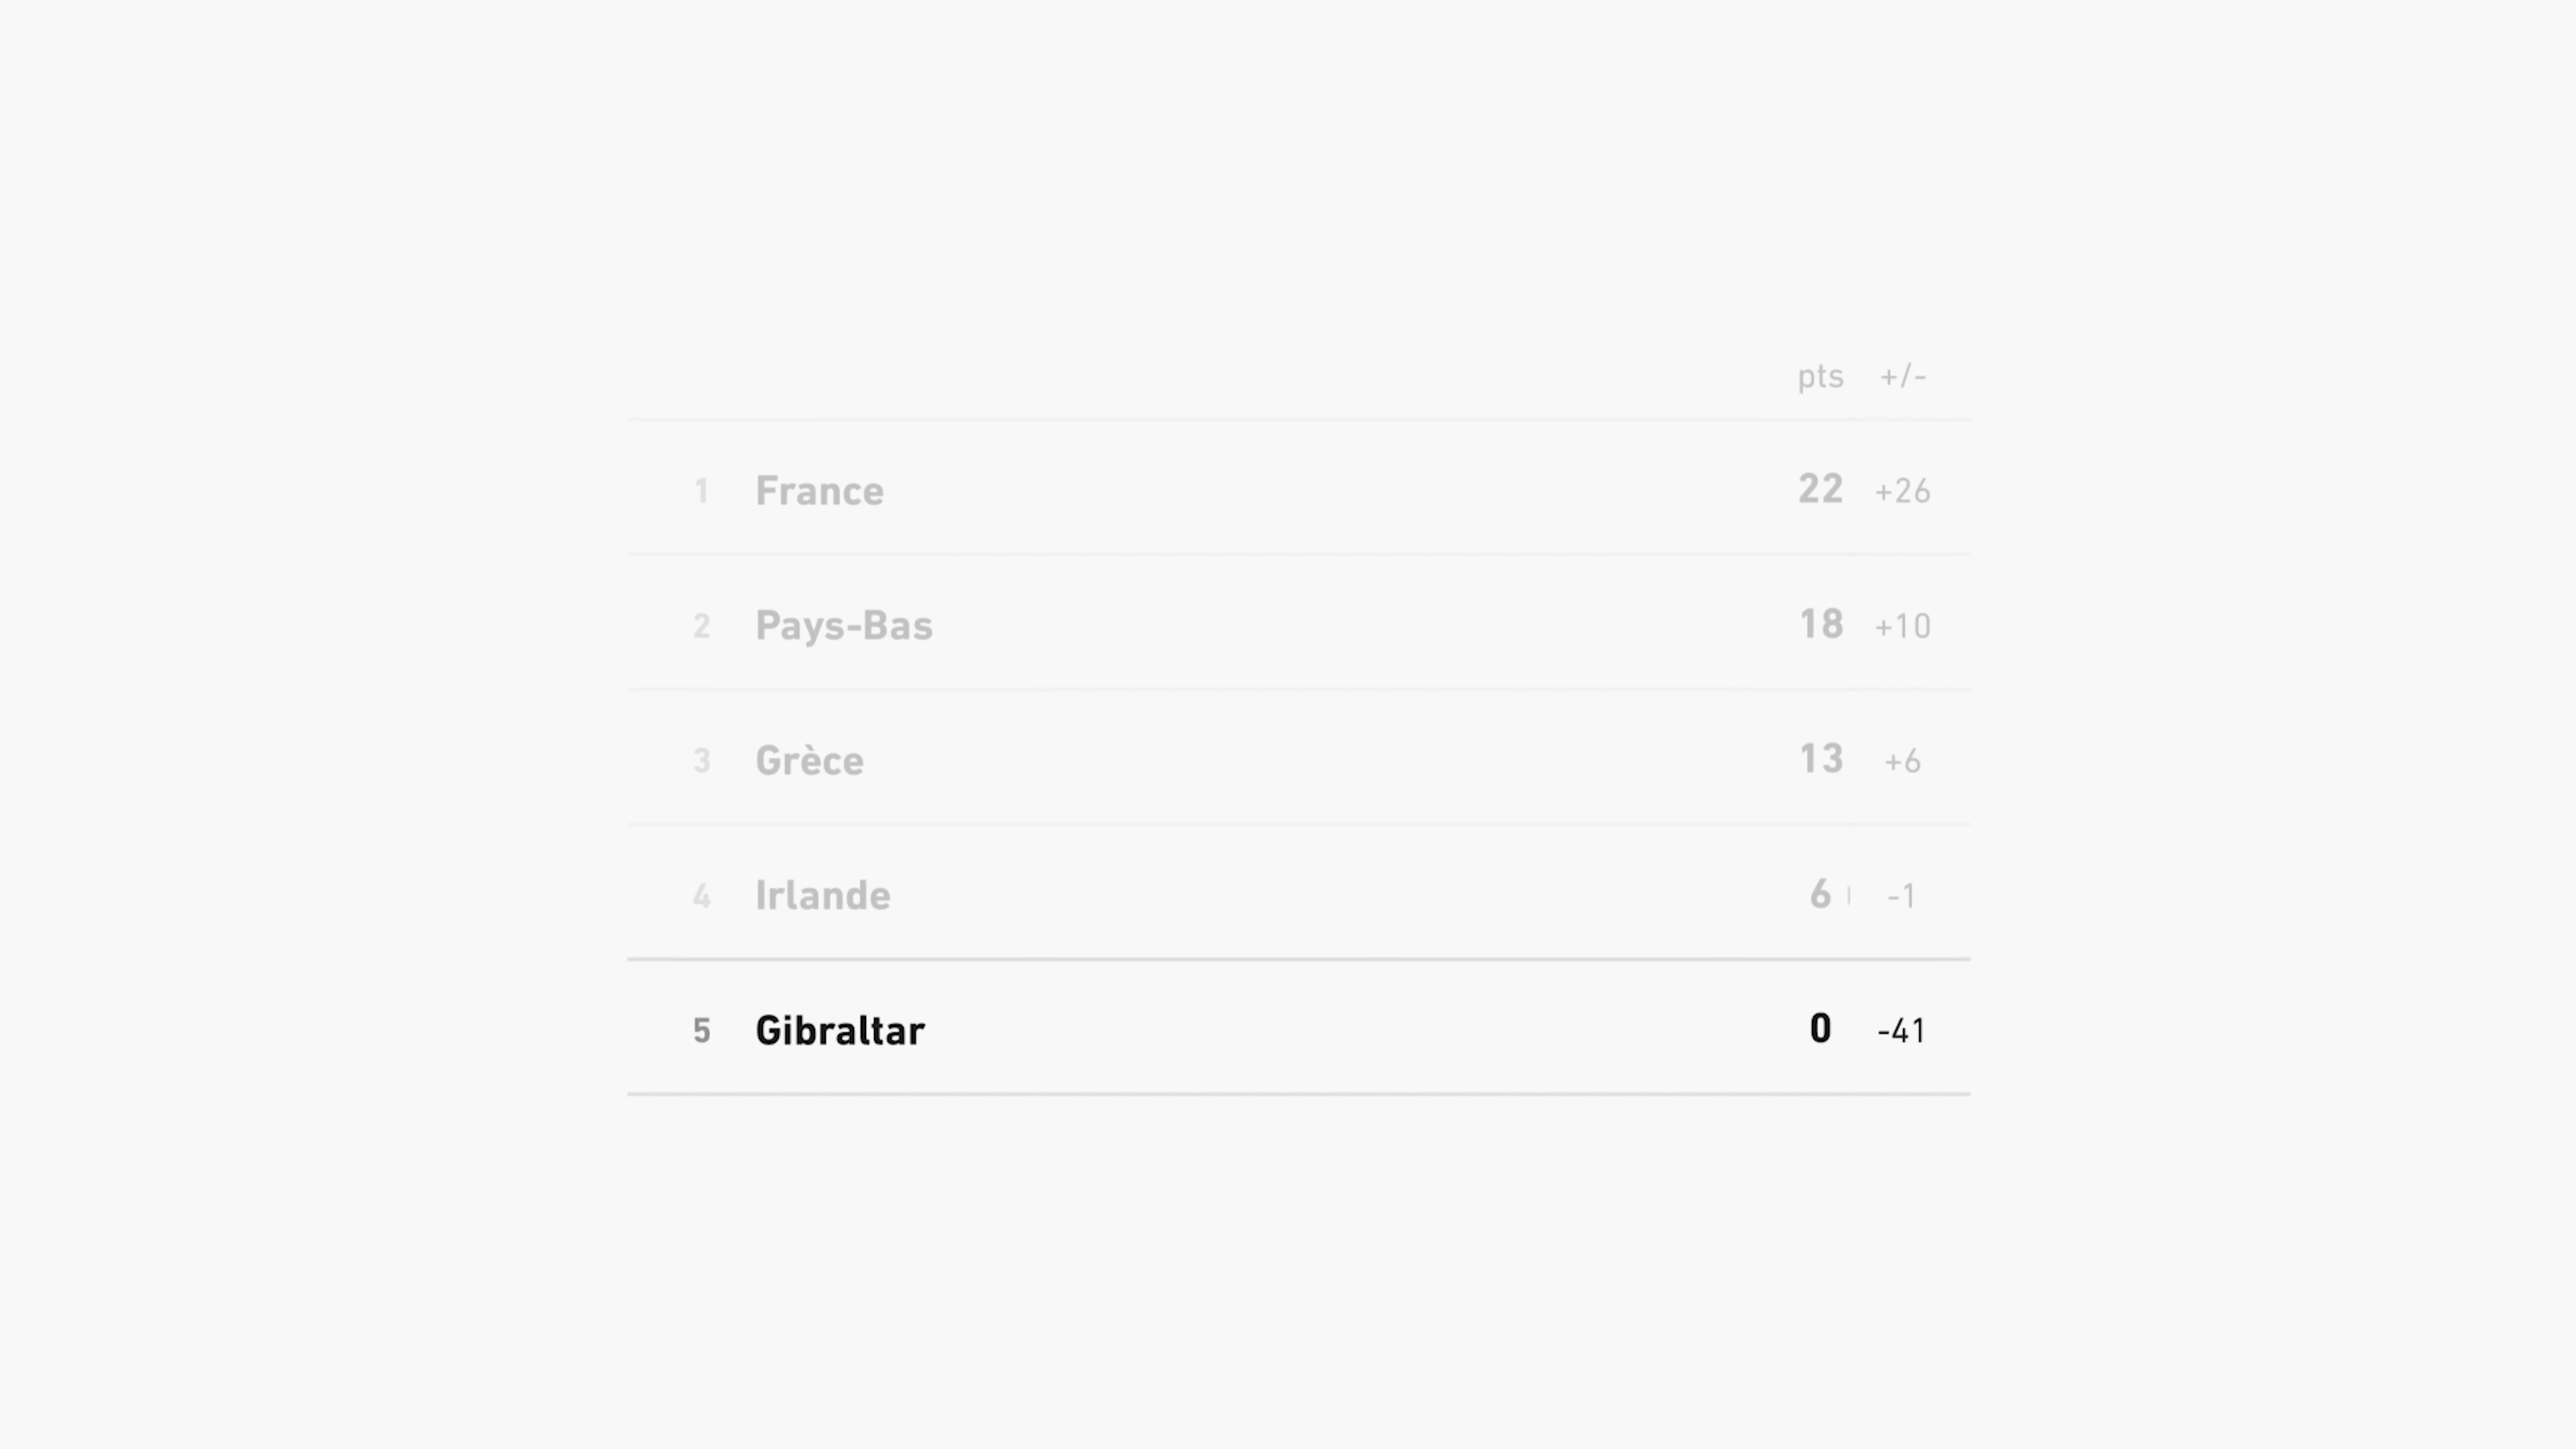 pts +/-
1 France 22 +26
2 Pays-Bas 18 +10
3 Grèce 13 +6
4 Irlande 6 -1
5 Gibraltar 0 -41